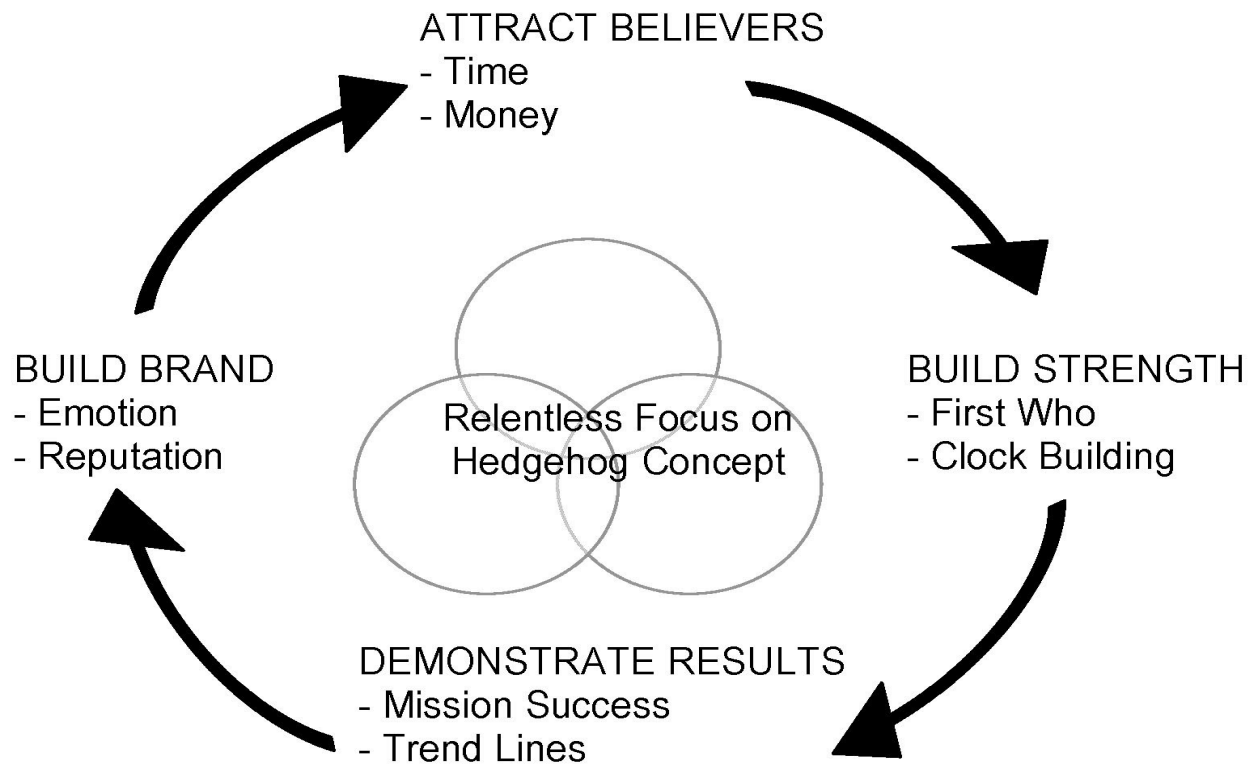 ATTRACT BELIEVERS
- Time
- Money
BUILD STRENGTH
- First Who
- Clock Building
DEMONSTRATE RESULTS
- Mission Success
- Trend Lines
BUILD BRAND
- Emotion
- Reputation
Relentless Focus on
Hedgehog Concept